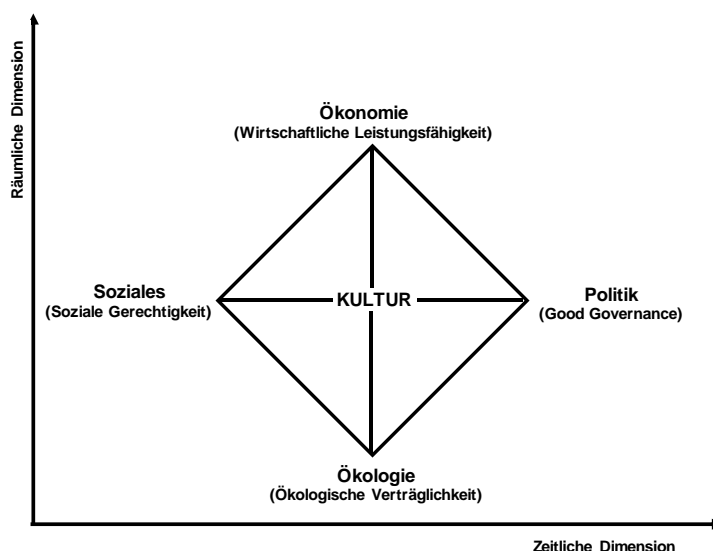 Räumliche Dimension
Ökonomie
(Wirtschaftliche Leistungsfähigkeit)
Soziales
(Soziale Gerechtigkeit)
KULTUR
Politik
(Good Governance)
Ökologie
(Ökologische Verträglichkeit)
Zeitliche Dimension